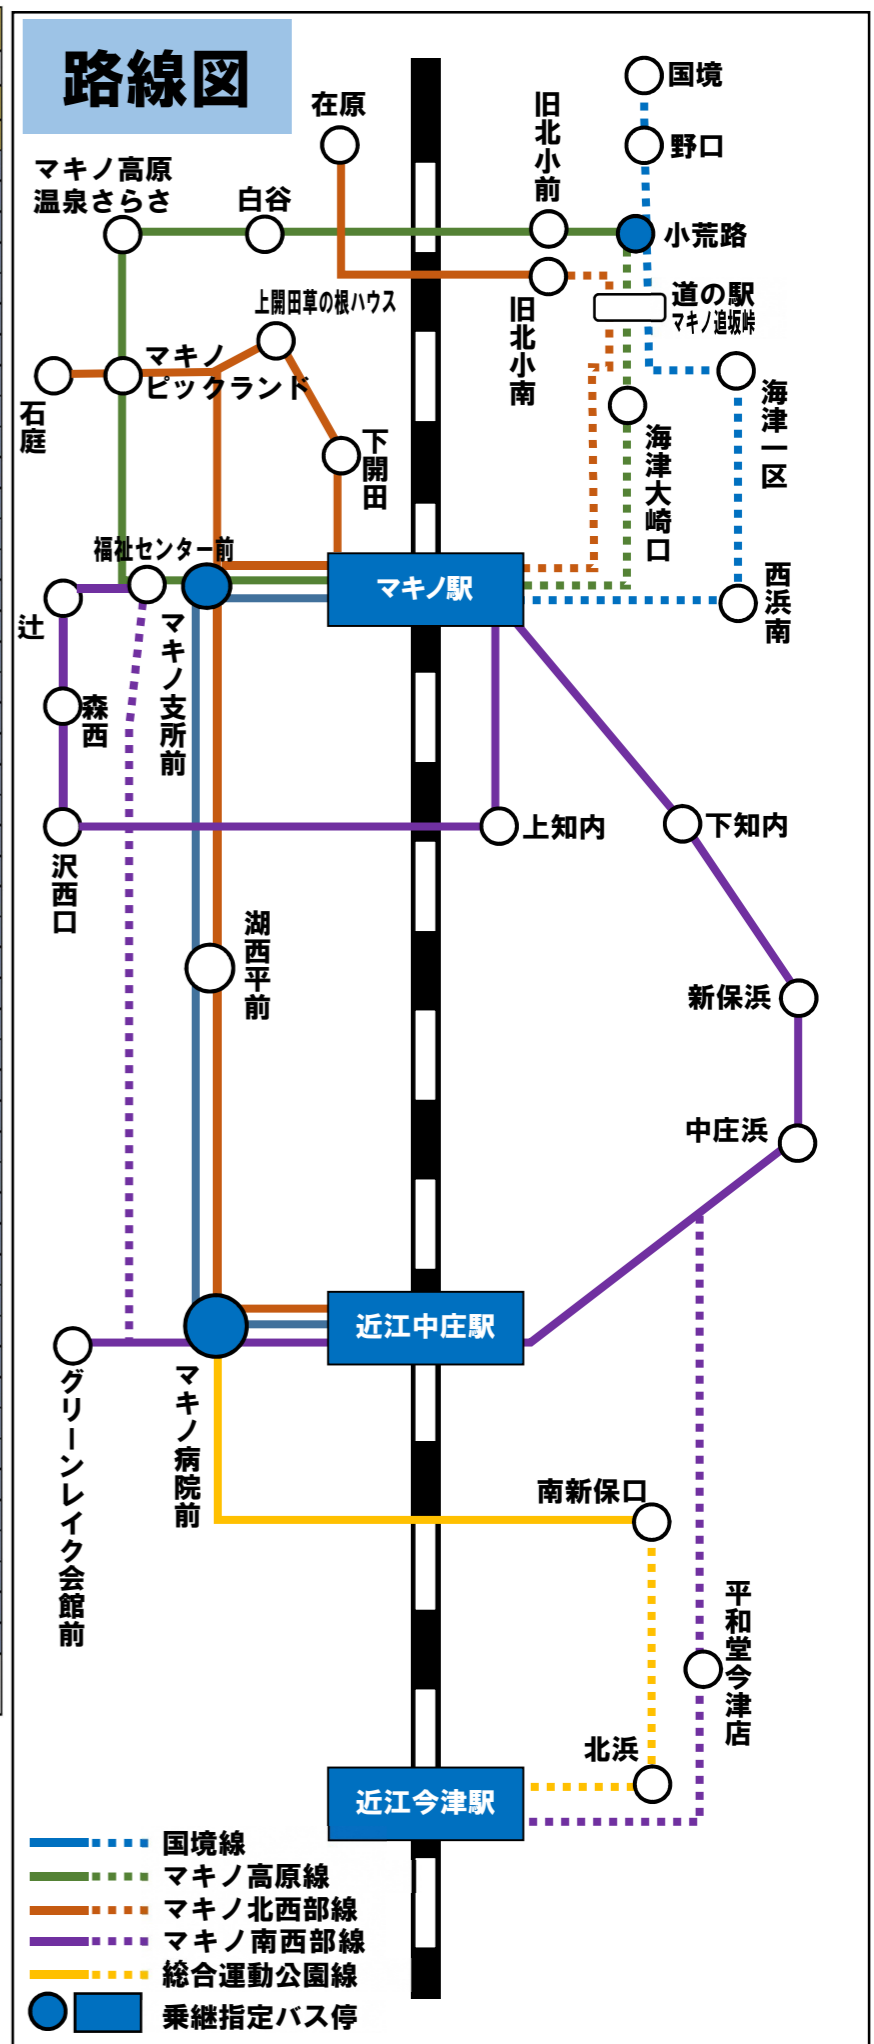 路線図
国境
在原
旧北小前
野口
マキノ高原
温泉さらさ
白谷
小荒路
道の駅
マキノ追坂峠
上開田草の根ハウス
旧北小南
マキノ
ピックランド
石庭
海津一区
下開田
海津大崎口
福祉センター前
マキノ駅
西浜南
辻
マキノ支所前
森西
上知内
下知内
沢西口
湖西平前
新保浜
中庄浜
近江中庄駅
グリーンレイク会館前
マキノ病院前
南新保口
平和堂今津店
北浜
近江今津駅
国境線
マキノ高原線
マキノ北西部線
マキノ南西部線
総合運動公園線
乗継指定バス停